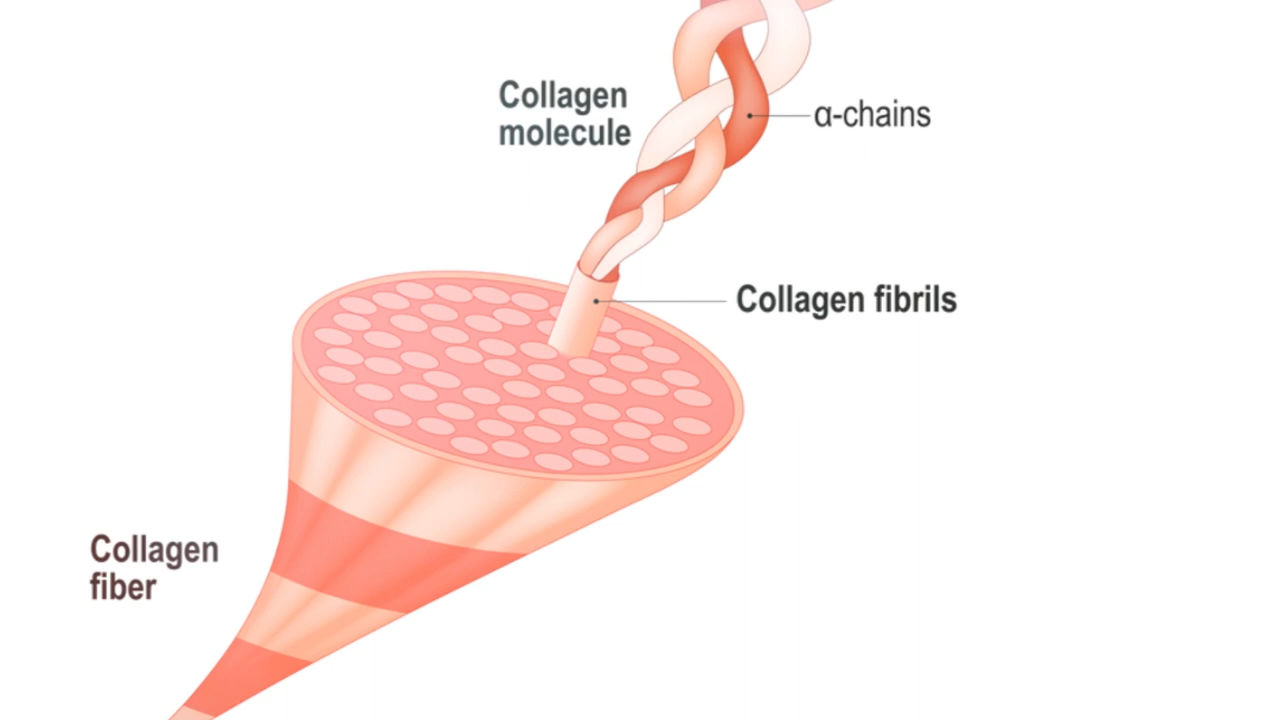 Collagen
molecule
α-chains
Collagen fibrils
Collagen
fiber